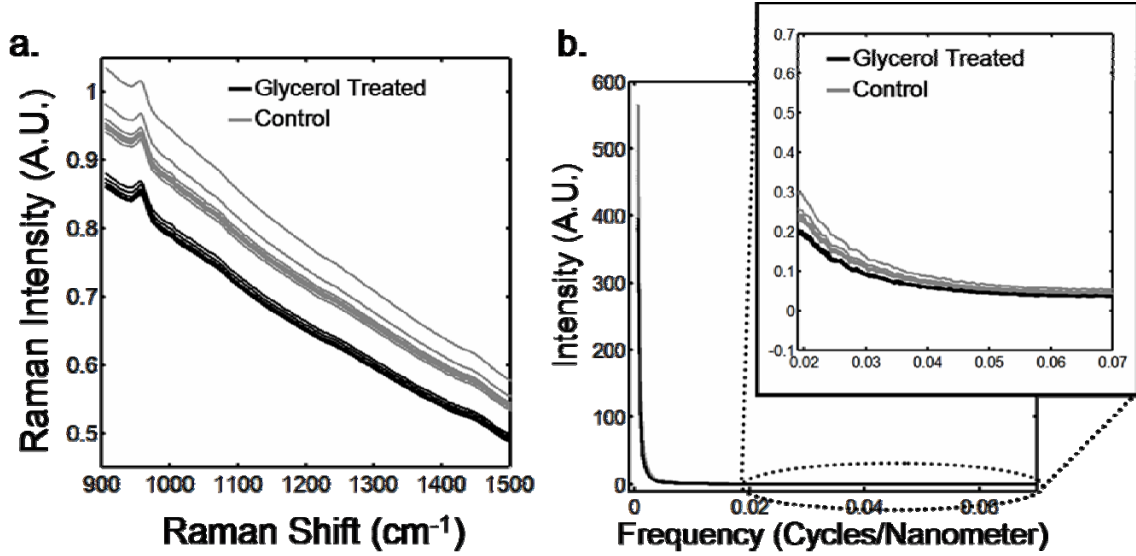 a.
Raman Intensity (A.U.)
1
0.9
0.8
0.7
0.6
0.5
Glycerol Treated
Control
900 1000 1100 1200 1300 1400 1500
Raman Shift (cm⁻¹)
b.
Intensity (A.U.)
600
500
400
300
200
100
0
0 0.02 0.04 0.06
Frequency (Cycles/Nanometer)
0.7
0.6
0.5
0.4
0.3
0.2
0.1
0
-0.1
Glycerol Treated
Control
0.02 0.03 0.04 0.05 0.06 0.07